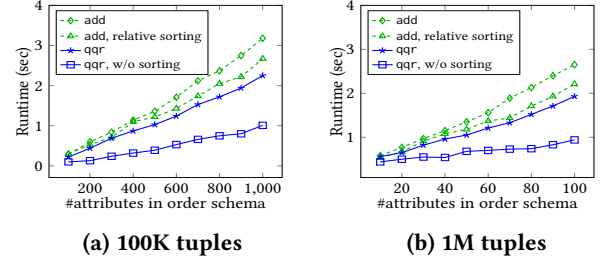 4
3
2
1
0
Runtime (sec)
add
add, relative sorting
qqr
qqr, w/o sorting
200 400 600 800 1,000
#attributes in order schema
(a) 100K tuples
4
3
2
1
Runtime (sec)
add
add, relative sorting
qqr
qqr, w/o sorting
20 40 60 80 100
#attributes in order schema
(b) 1M tuples